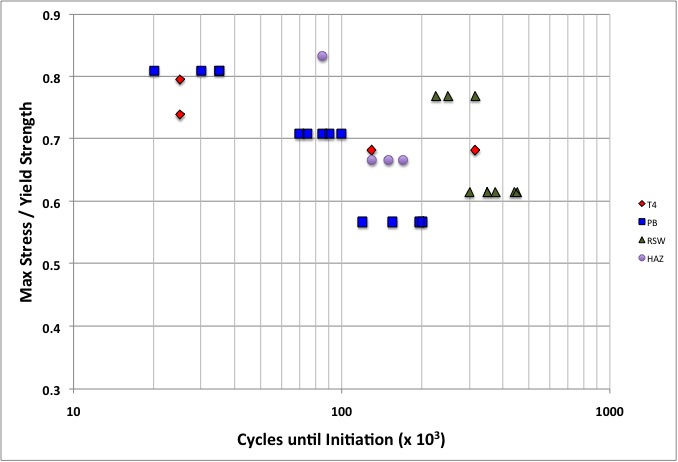 0.9
0.8
0.7
0.6
0.5
0.4
0.3
Max Stress / Yield Strength
10 100 1000
Cycles until Initiation (x 10³)
T4
PB
RSW
HAZ